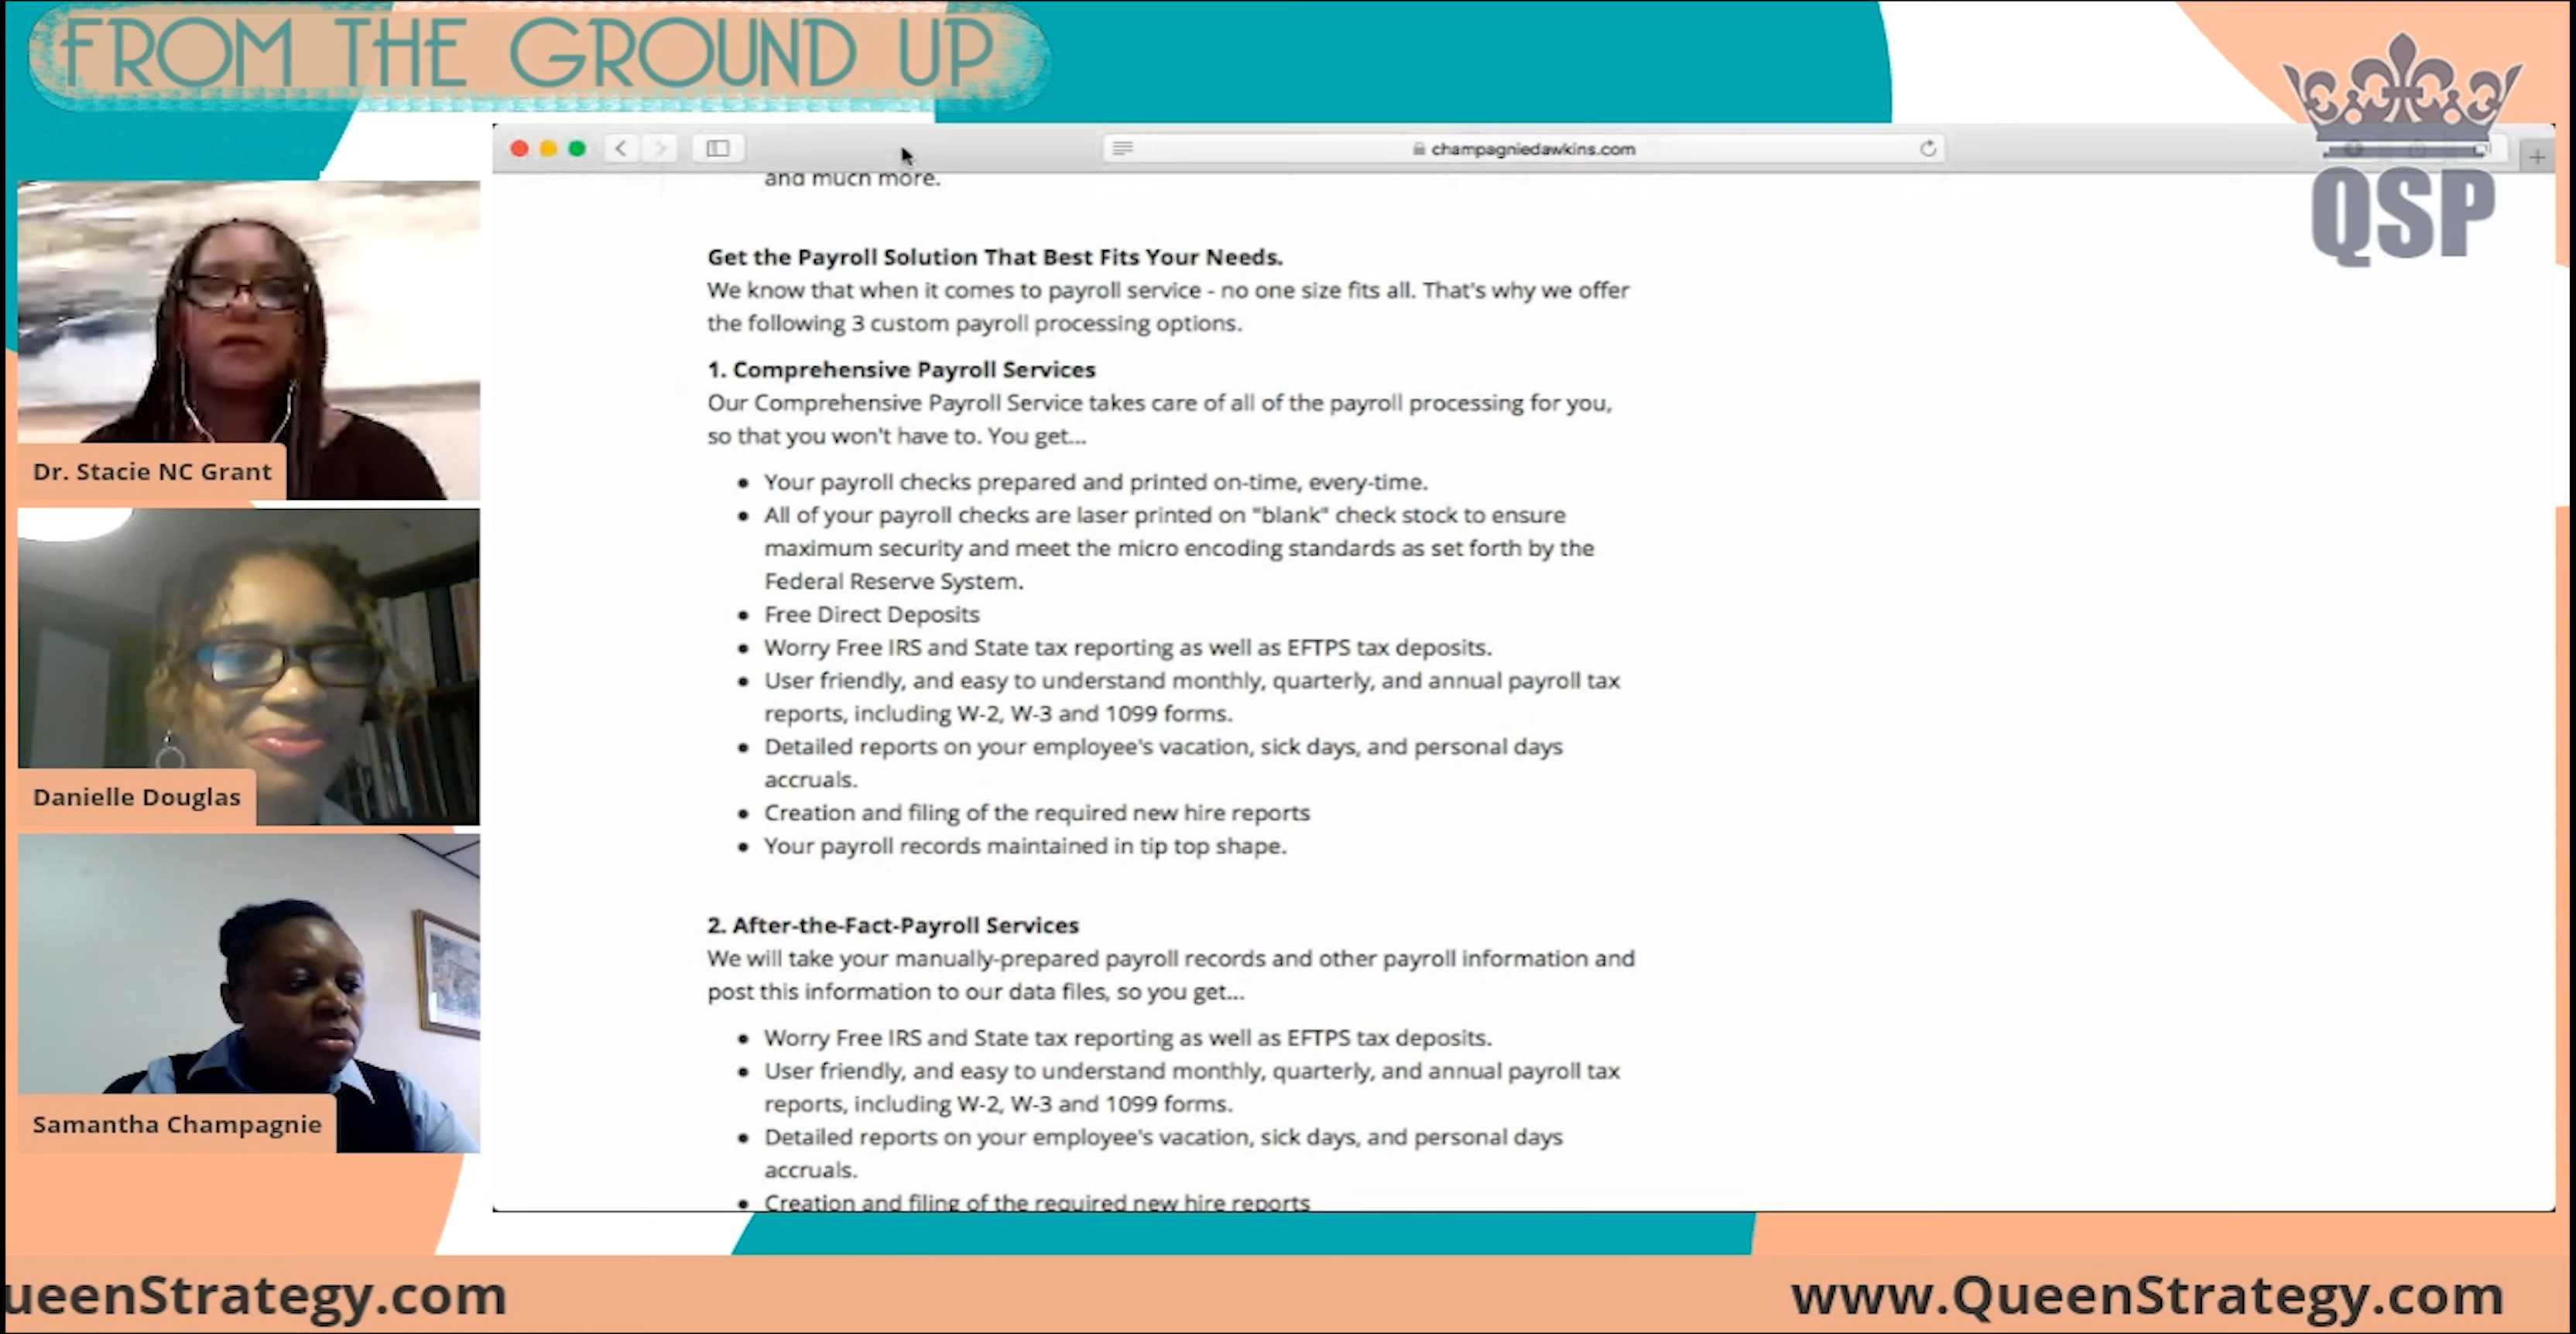 FROM THE GROUND UP
QSP
champagniedawkins.com
and much more.
Get the Payroll Solution That Best Fits Your Needs.
We know that when it comes to payroll service - no one size fits all. That's why we offer
the following 3 custom payroll processing options.
1. Comprehensive Payroll Services
Our Comprehensive Payroll Service takes care of all of the payroll processing for you,
so that you won't have to. You get...
• Your payroll checks prepared and printed on-time, every-time.
• All of your payroll checks are laser printed on "blank" check stock to ensure
maximum security and meet the micro encoding standards as set forth by the
Federal Reserve System.
• Free Direct Deposits
• Worry Free IRS and State tax reporting as well as EFTPS tax deposits.
• User friendly, and easy to understand monthly, quarterly, and annual payroll tax
reports, including W-2, W-3 and 1099 forms.
• Detailed reports on your employee's vacation, sick days, and personal days
accruals.
• Creation and filing of the required new hire reports
• Your payroll records maintained in tip top shape.
2. After-the-Fact-Payroll Services
We will take your manually-prepared payroll records and other payroll information and
post this information to our data files, so you get...
• Worry Free IRS and State tax reporting as well as EFTPS tax deposits.
• User friendly, and easy to understand monthly, quarterly, and annual payroll tax
reports, including W-2, W-3 and 1099 forms.
• Detailed reports on your employee's vacation, sick days, and personal days
accruals.
• Creation and filing of the required new hire reports
Dr. Stacie NC Grant
Danielle Douglas
Samantha Champagnie
ueenStrategy.com
www.QueenStrategy.com